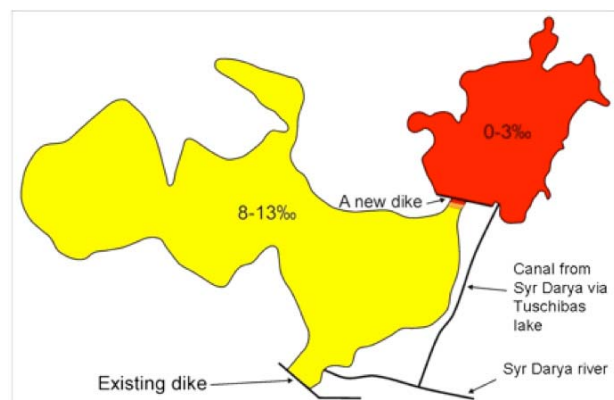 0-3‰
8-13‰
A new dike
Canal from
Syr Darya via
Tuschibas
lake
Syr Darya river
Existing dike